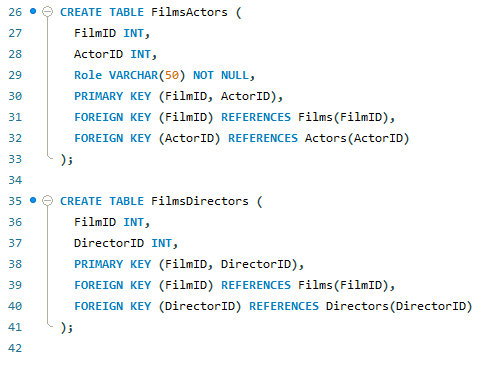 26 CREATE TABLE FilmsActors (
27 FilmID INT,
28 ActorID INT,
29 Role VARCHAR(50) NOT NULL,
30 PRIMARY KEY (FilmID, ActorID),
31 FOREIGN KEY (FilmID) REFERENCES Films(FilmID),
32 FOREIGN KEY (ActorID) REFERENCES Actors(ActorID)
33 );
34
35 CREATE TABLE FilmsDirectors (
36 FilmID INT,
37 DirectorID INT,
38 PRIMARY KEY (FilmID, DirectorID),
39 FOREIGN KEY (FilmID) REFERENCES Films(FilmID),
40 FOREIGN KEY (DirectorID) REFERENCES Directors(DirectorID)
41 );
42